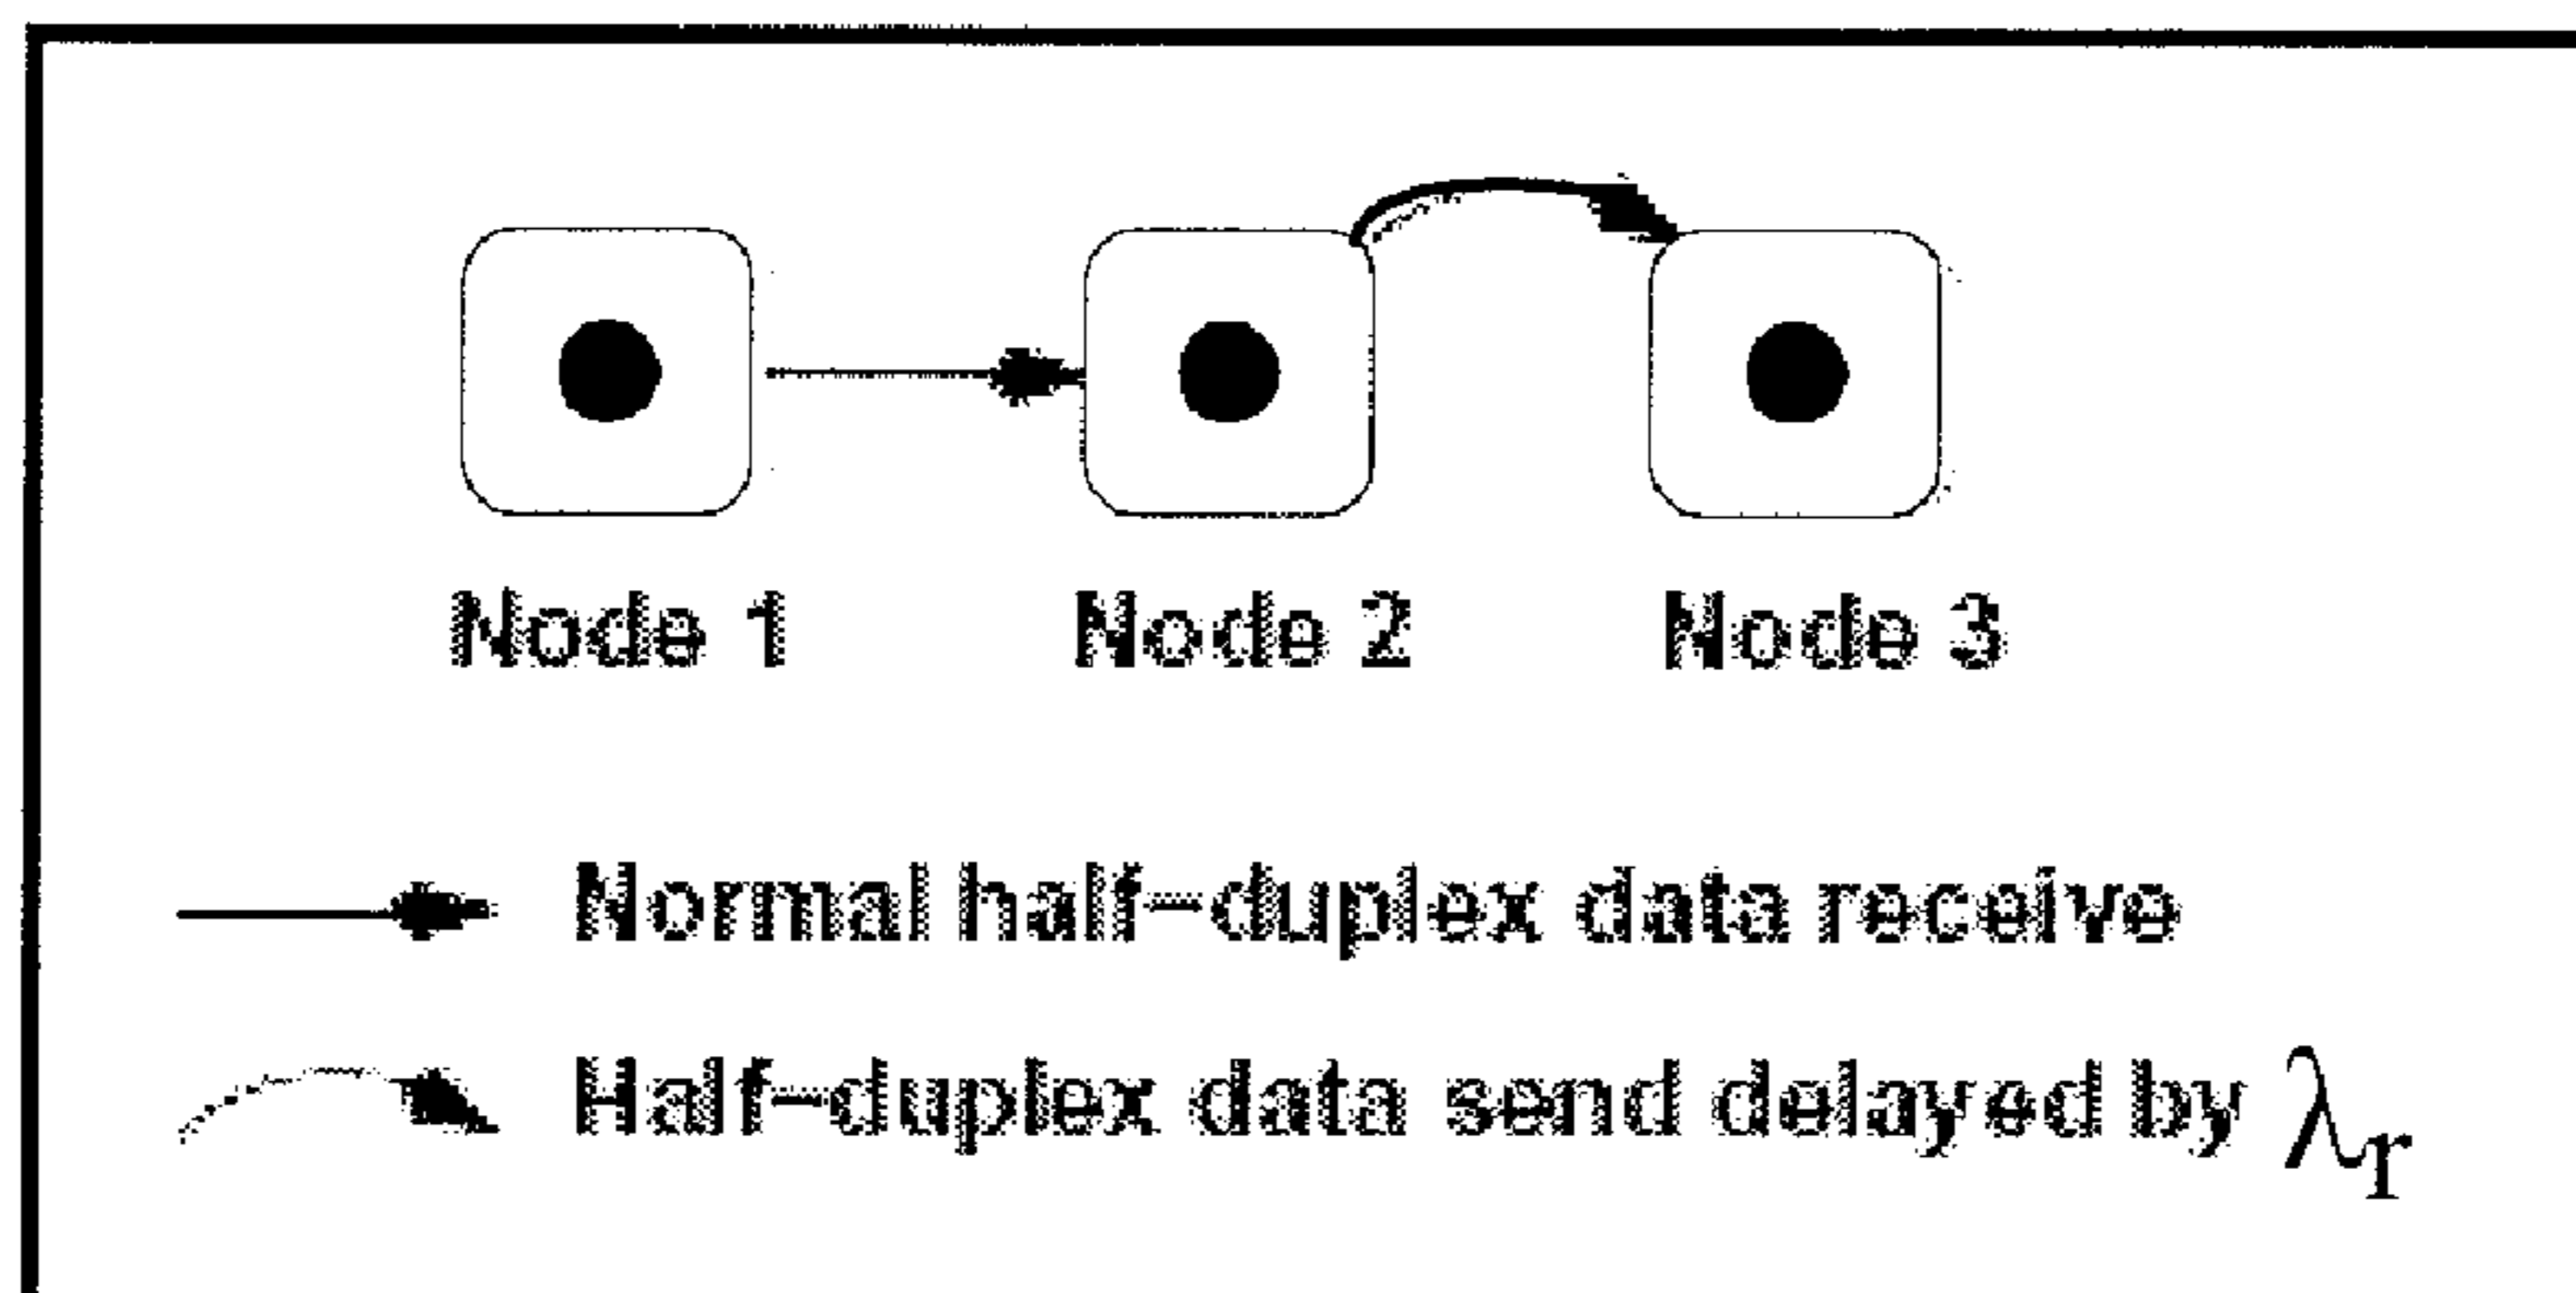 Node 1 Node 2 Node 3
Normal half-duplex data receive
Half-duplex data send delayed by λr